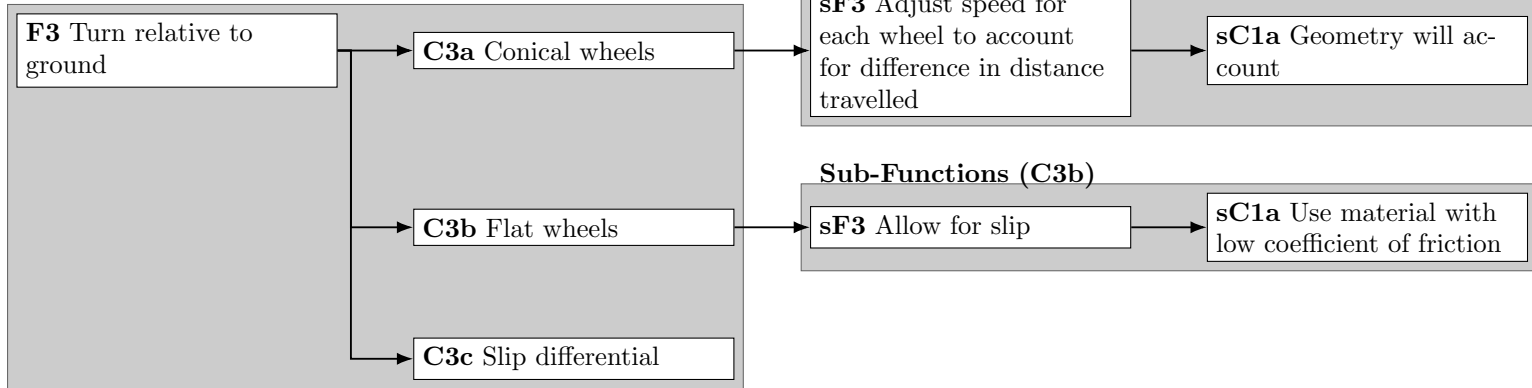 F3 Turn relative to
ground
C3a Conical wheels
sF3 Adjust speed for
each wheel to account
for difference in distance
travelled
sC1a Geometry will ac-
count
Sub-Functions (C3b)
C3b Flat wheels
sF3 Allow for slip
sC1a Use material with
low coefficient of friction
C3c Slip differential